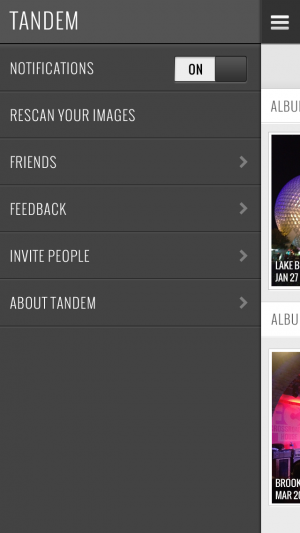 TANDEM
NOTIFICATIONS
ON
RESCAN YOUR IMAGES
FRIENDS
FEEDBACK
INVITE PEOPLE
ABOUT TANDEM
ALBU
LAKE B
JAN 27
ALBU
BROOK
MAR 20